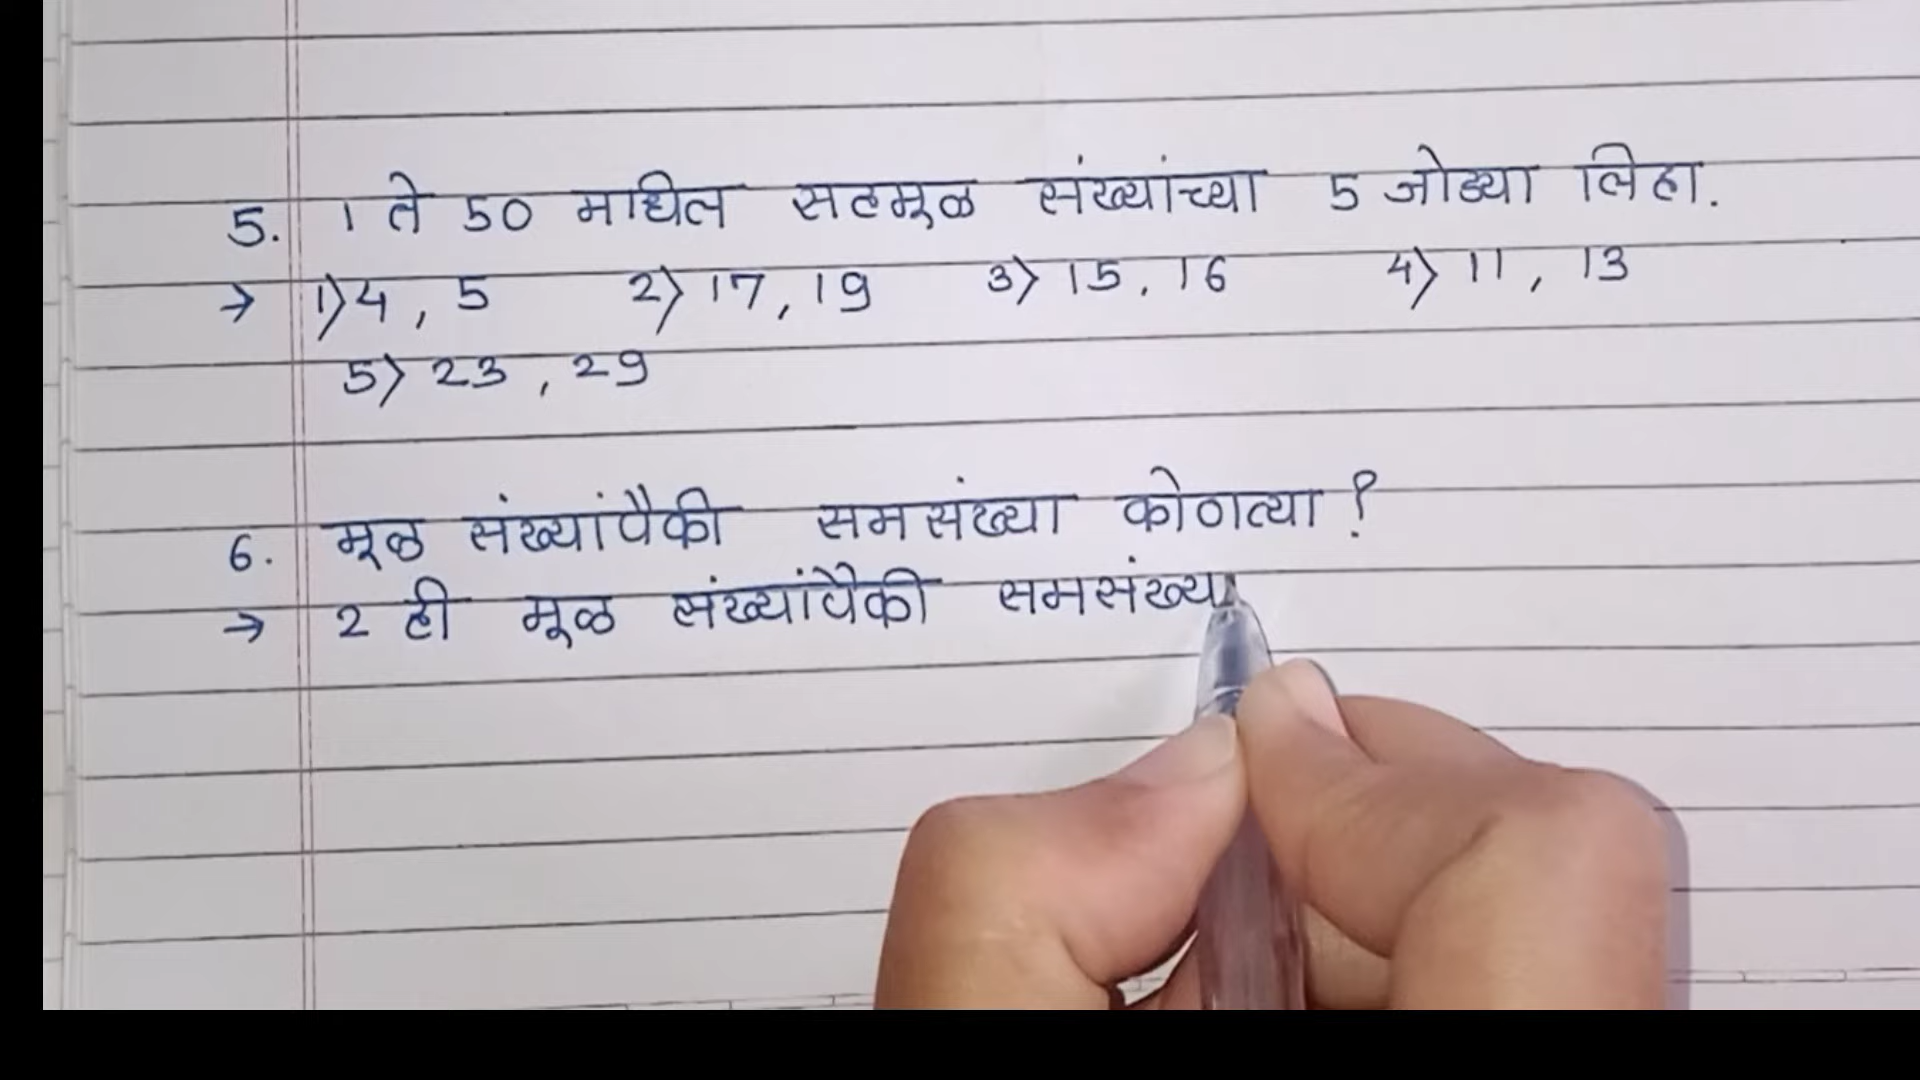 5. 1 ते 50 मधिल सहमूळ संख्यांच्या 5 जोड्या लिहा.
→ 1) 4, 5 2) 17, 19 3) 15, 16 4) 11, 13
5) 23, 29
6. मूळ संख्यांपैकी समसंख्या कोणत्या?
→ 2 ही मूळ संख्यांपैकी समसंख्य